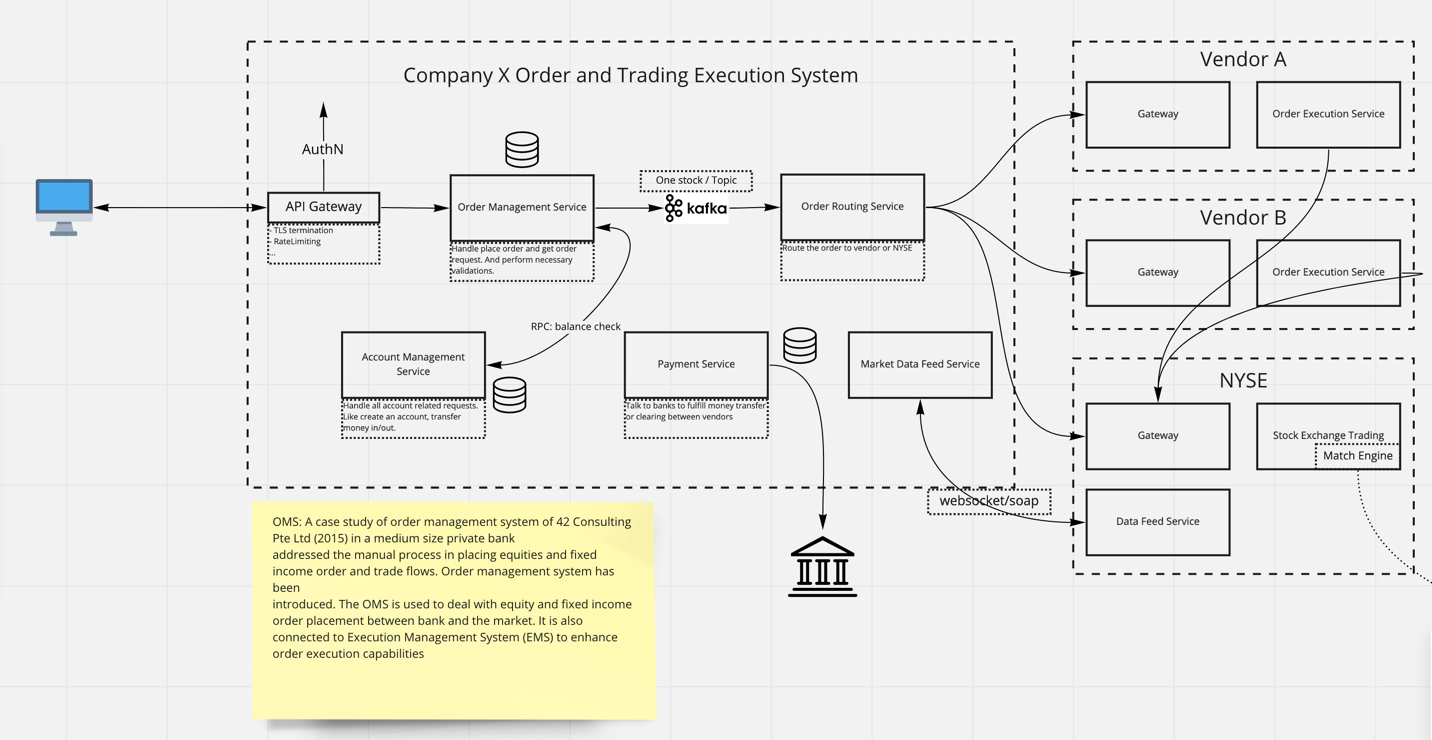 Company X Order and Trading Execution System
AuthN
API Gateway
- TLS termination
- RateLimiting
...
Order Management Service
Handle place order and get order
request. And perform necessary
validations.
One stock / Topic
kafka
Order Routing Service
Route the order to vendor or NYSE
RPC: balance check
Account Management
Service
Handle all account related requests.
Like create an account, transfer
money in/out.
Payment Service
Talk to banks to fulfill money transfer
or clearing between vendors
Market Data Feed Service
websocket/soap
Vendor A
Gateway
Order Execution Service
Vendor B
Gateway
Order Execution Service
NYSE
Gateway
Stock Exchange Trading
Match Engine
Data Feed Service
OMS: A case study of order management system of 42 Consulting
Pte Ltd (2015) in a medium size private bank
addressed the manual process in placing equities and fixed
income order and trade flows. Order management system has
been
introduced. The OMS is used to deal with equity and fixed income
order placement between bank and the market. It is also
connected to Execution Management System (EMS) to enhance
order execution capabilities